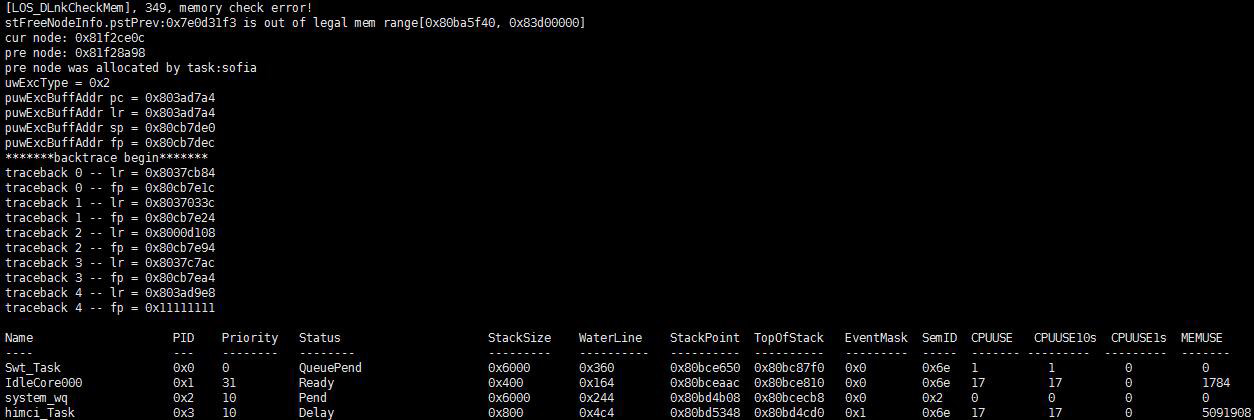 [LOS_DLnkCheckMem], 349, memory check error!
stFreeNodeInfo.pstPrev:0x7e0d31f3 is out of legal mem range[0x80ba5f40, 0x83d00000]
cur node: 0x81f2ce0c
pre node: 0x81f28a98
pre node was allocated by task:sofia
uwExcType = 0x2
puwExcBuffAddr pc = 0x803ad7a4
puwExcBuffAddr lr = 0x803ad7a4
puwExcBuffAddr sp = 0x80cb7de0
puwExcBuffAddr fp = 0x80cb7dec
*******backtrace begin*******
traceback 0 -- lr = 0x8037cb84
traceback 0 -- fp = 0x80cb7e1c
traceback 1 -- lr = 0x8037033c
traceback 1 -- fp = 0x80cb7e24
traceback 2 -- lr = 0x8000d108
traceback 2 -- fp = 0x80cb7e94
traceback 3 -- lr = 0x8037c7ac
traceback 3 -- fp = 0x80cb7ea4
traceback 4 -- lr = 0x803ad9e8
traceback 4 -- fp = 0x11111111
Name PID Priority Status StackSize WaterLine StackPoint TopOfStack EventMask SemID CPUUSE CPUUSE10s CPUUSE1s MEMUSE
---- --- -------- -------- --------- ---------- ---------- ---------- --------- ----- ------- --------- -------- -------
Swt_Task 0x0 0 QueuePend 0x6000 0x360 0x80bce650 0x80bc87f0 0x0 0x6e 1 1 0 0
IdleCore000 0x1 31 Ready 0x400 0x164 0x80bceaac 0x80bce810 0x0 0x6e 17 17 0 1784
system_wq 0x2 10 Pend 0x6000 0x244 0x80bd4b08 0x80bcecb8 0x0 0x2 0 0 0 0
himci_Task 0x3 10 Delay 0x800 0x4c4 0x80bd5348 0x80bd4cd0 0x1 0x6e 17 17 0 5091908